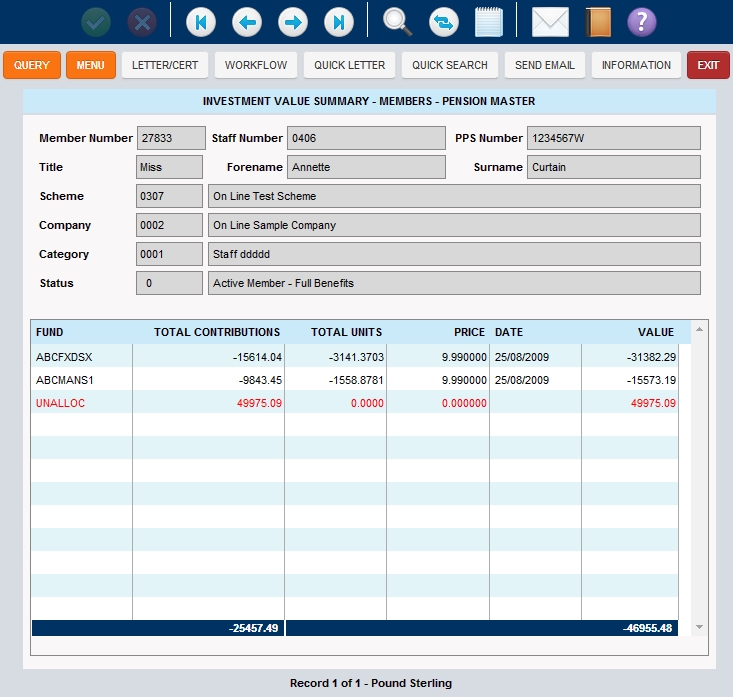 ?
QUERY MENU LETTER/CERT WORKFLOW QUICK LETTER QUICK SEARCH SEND EMAIL INFORMATION EXIT
INVESTMENT VALUE SUMMARY - MEMBERS - PENSION MASTER
Member Number 27833 Staff Number 0406 PPS Number 1234567W
Title Miss Forename Annette Surname Curtain
Scheme 0307 On Line Test Scheme
Company 0002 On Line Sample Company
Category 0001 Staff ddddd
Status 0 Active Member - Full Benefits
FUND TOTAL CONTRIBUTIONS TOTAL UNITS PRICE DATE VALUE
ABCFXDSX -15614.04 -3141.3703 9.990000 25/08/2009 -31382.29
ABCMANS1 -9843.45 -1558.8781 9.990000 25/08/2009 -15573.19
UNALLOC 49975.09 0.0000 0.000000 49975.09
-25457.49 -46955.48
Record 1 of 1 - Pound Sterling